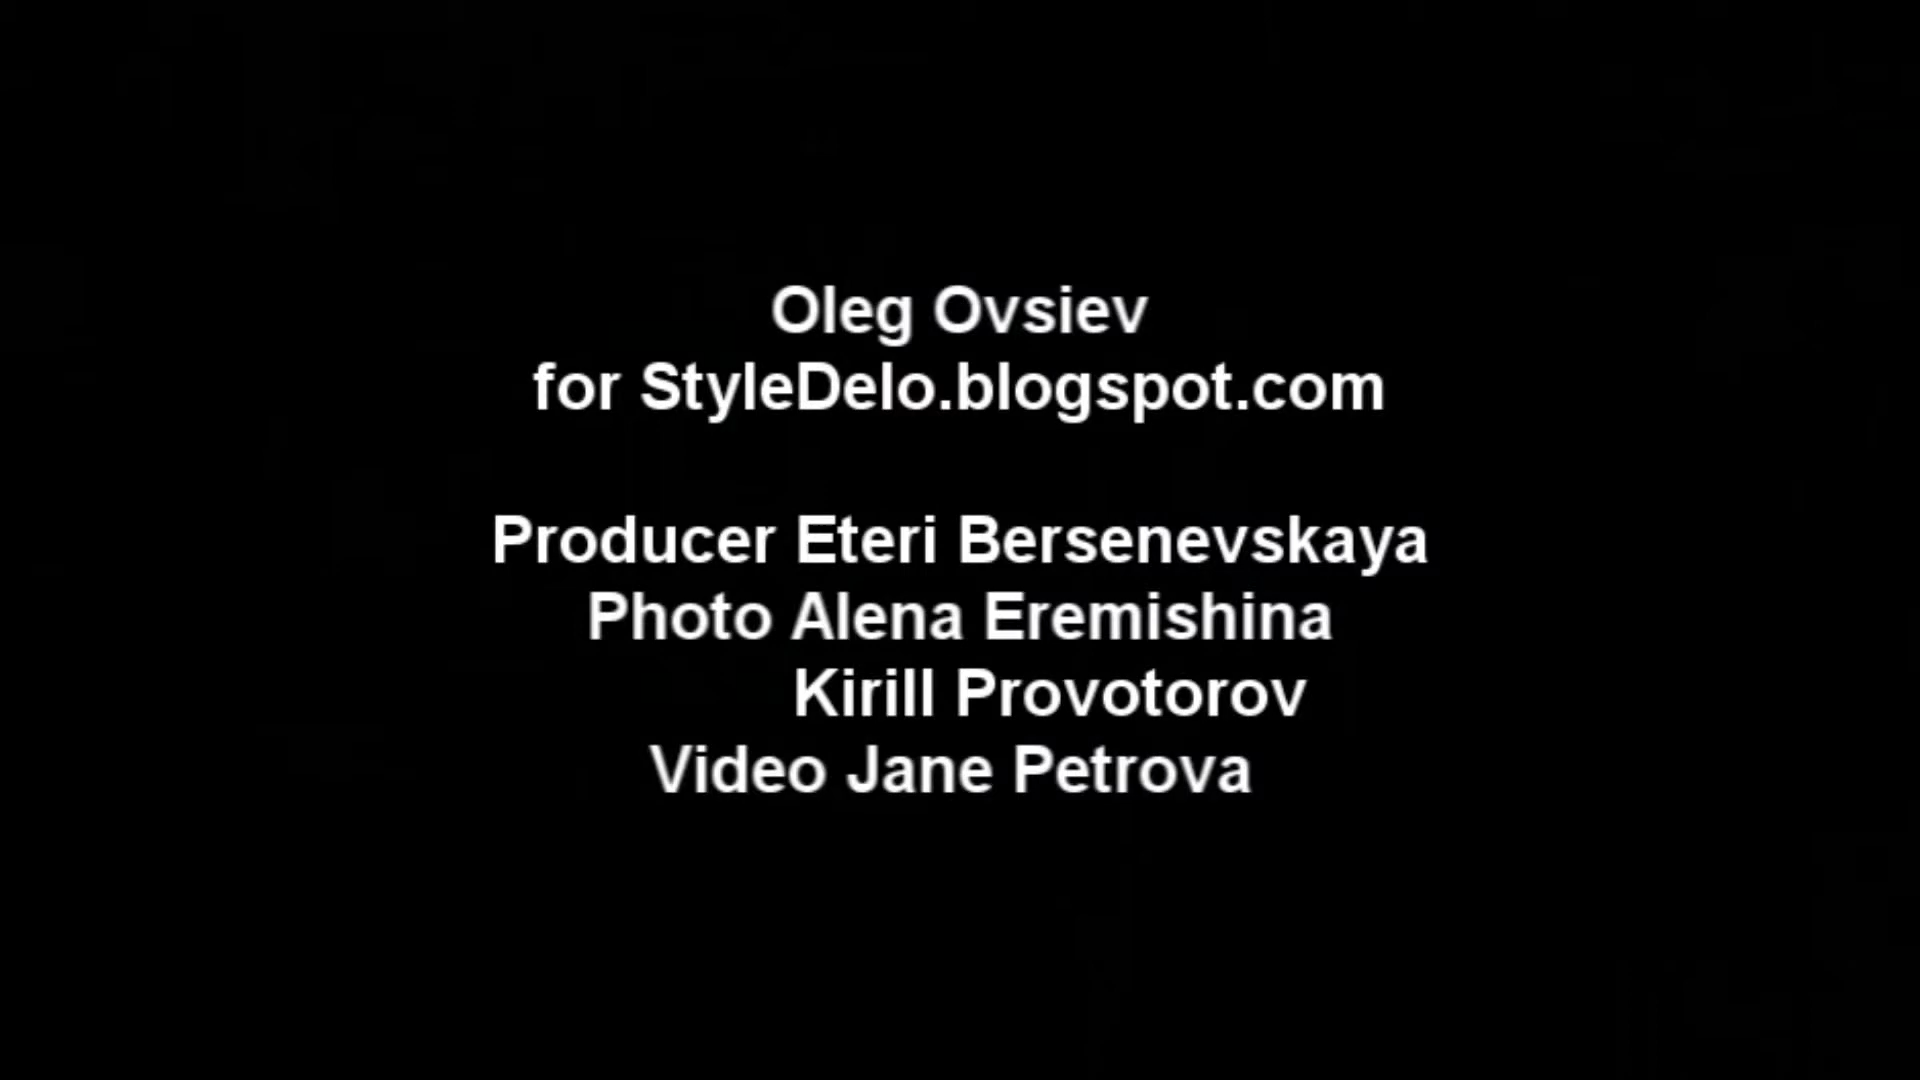 Oleg Ovsiev
for StyleDelo.blogspot.com
Producer Eteri Bersenevskaya
Photo Alena Eremishina
Kirill Provotorov
Video Jane Petrova